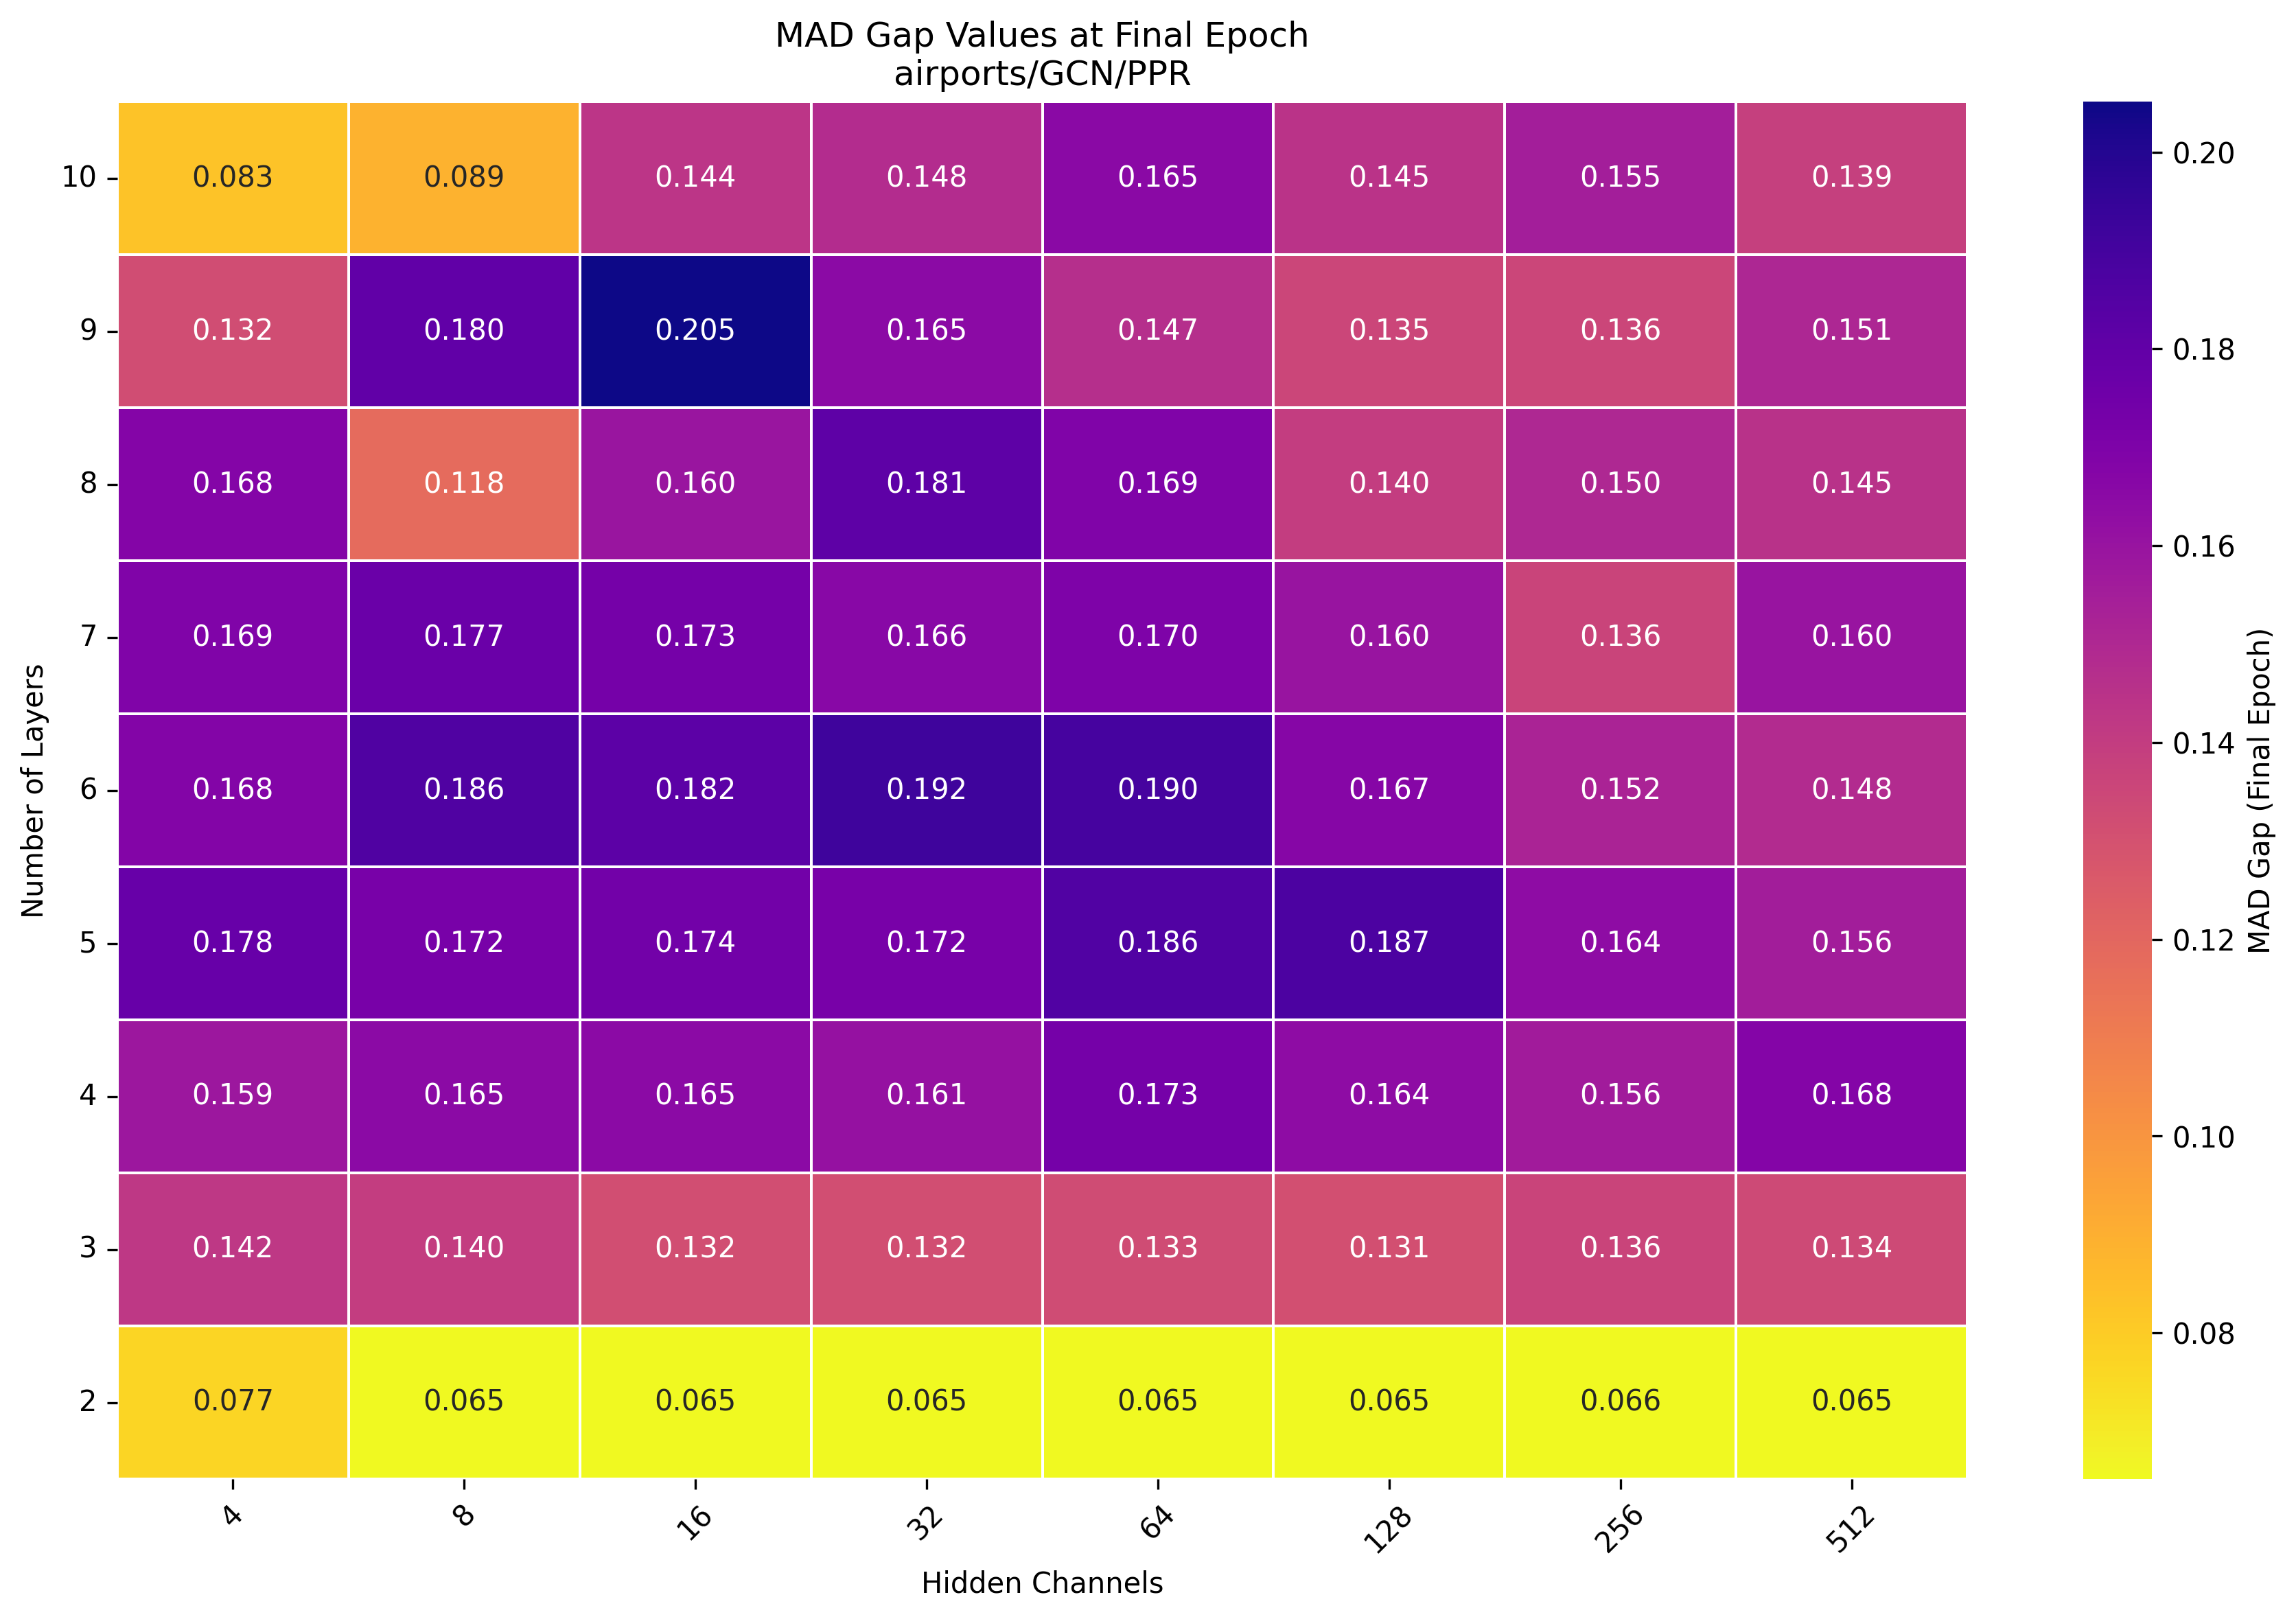 MAD Gap Values at Final Epoch
airports/GCN/PPR
10 0.083 0.089 0.144 0.148 0.165 0.145 0.155 0.139
9 0.132 0.180 0.205 0.165 0.147 0.135 0.136 0.151
8 0.168 0.118 0.160 0.181 0.169 0.140 0.150 0.145
7 0.169 0.177 0.173 0.166 0.170 0.160 0.136 0.160
6 0.168 0.186 0.182 0.192 0.190 0.167 0.152 0.148
5 0.178 0.172 0.174 0.172 0.186 0.187 0.164 0.156
4 0.159 0.165 0.165 0.161 0.173 0.164 0.156 0.168
3 0.142 0.140 0.132 0.132 0.133 0.131 0.136 0.134
2 0.077 0.065 0.065 0.065 0.065 0.065 0.066 0.065
4 8 16 32 64 128 256 512
Hidden Channels
Number of Layers
0.20
0.18
0.16
0.14
0.12
0.10
0.08
MAD Gap (Final Epoch)